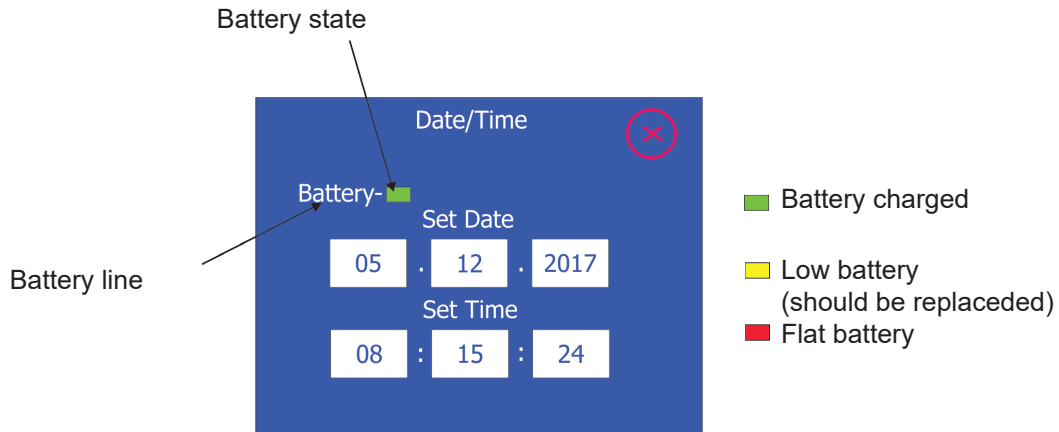 Battery state
Date/Time
Battery-
Set Date
05 . 12 . 2017
Set Time
08 : 15 : 24
Battery line
Battery charged
Low battery
(should be replaceded)
Flat battery